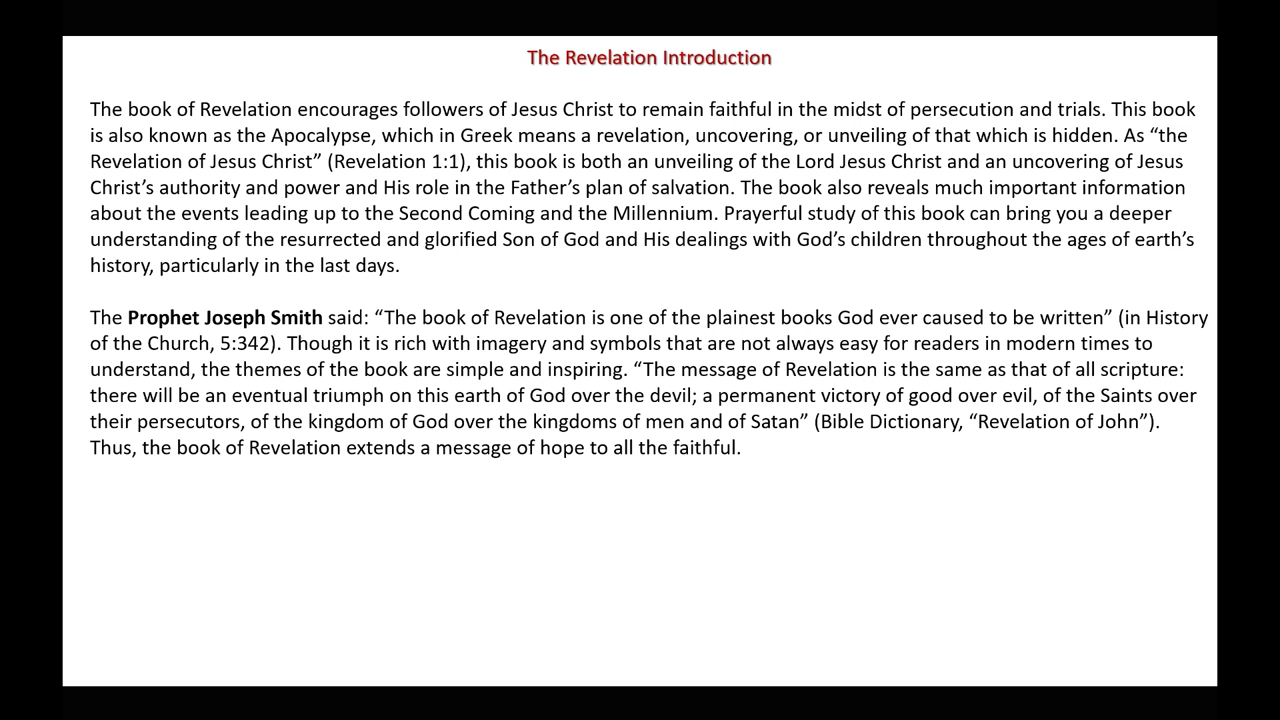 The Revelation Introduction
The book of Revelation encourages followers of Jesus Christ to remain faithful in the midst of persecution and trials. This book
is also known as the Apocalypse, which in Greek means a revelation, uncovering, or unveiling of that which is hidden. As “the
Revelation of Jesus Christ” (Revelation 1:1), this book is both an unveiling of the Lord Jesus Christ and an uncovering of Jesus
Christ’s authority and power and His role in the Father’s plan of salvation. The book also reveals much important information
about the events leading up to the Second Coming and the Millennium. Prayerful study of this book can bring you a deeper
understanding of the resurrected and glorified Son of God and His dealings with God’s children throughout the ages of earth’s
history, particularly in the last days.
The Prophet Joseph Smith said: “The book of Revelation is one of the plainest books God ever caused to be written” (in History
of the Church, 5:342). Though it is rich with imagery and symbols that are not always easy for readers in modern times to
understand, the themes of the book are simple and inspiring. “The message of Revelation is the same as that of all scripture:
there will be an eventual triumph on this earth of God over the devil; a permanent victory of good over evil, of the Saints over
their persecutors, of the kingdom of God over the kingdoms of men and of Satan” (Bible Dictionary, “Revelation of John”).
Thus, the book of Revelation extends a message of hope to all the faithful.